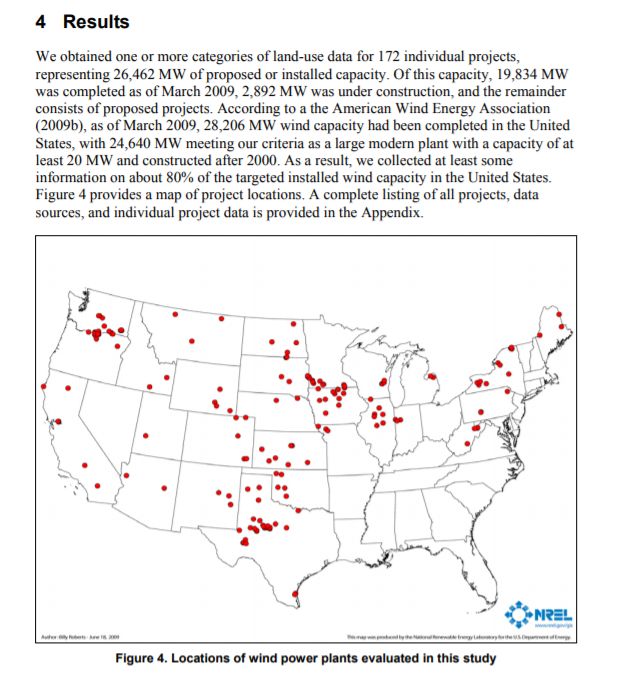 4 Results
We obtained one or more categories of land-use data for 172 individual projects,
representing 26,462 MW of proposed or installed capacity. Of this capacity, 19,834 MW
was completed as of March 2009, 2,892 MW was under construction, and the remainder
consists of proposed projects. According to a the American Wind Energy Association
(2009b), as of March 2009, 28,206 MW wind capacity had been completed in the United
States, with 24,640 MW meeting our criteria as a large modern plant with a capacity of at
least 20 MW and constructed after 2000. As a result, we collected at least some
information on about 80% of the targeted installed wind capacity in the United States.
Figure 4 provides a map of project locations. A complete listing of all projects, data
sources, and individual project data is provided in the Appendix.
NREL
www.nrel.gov/gis
Author: Billy Roberts - June 18, 2009
This map was produced by the National Renewable Energy Laboratory for the U.S. Department of Energy.
Figure 4. Locations of wind power plants evaluated in this study